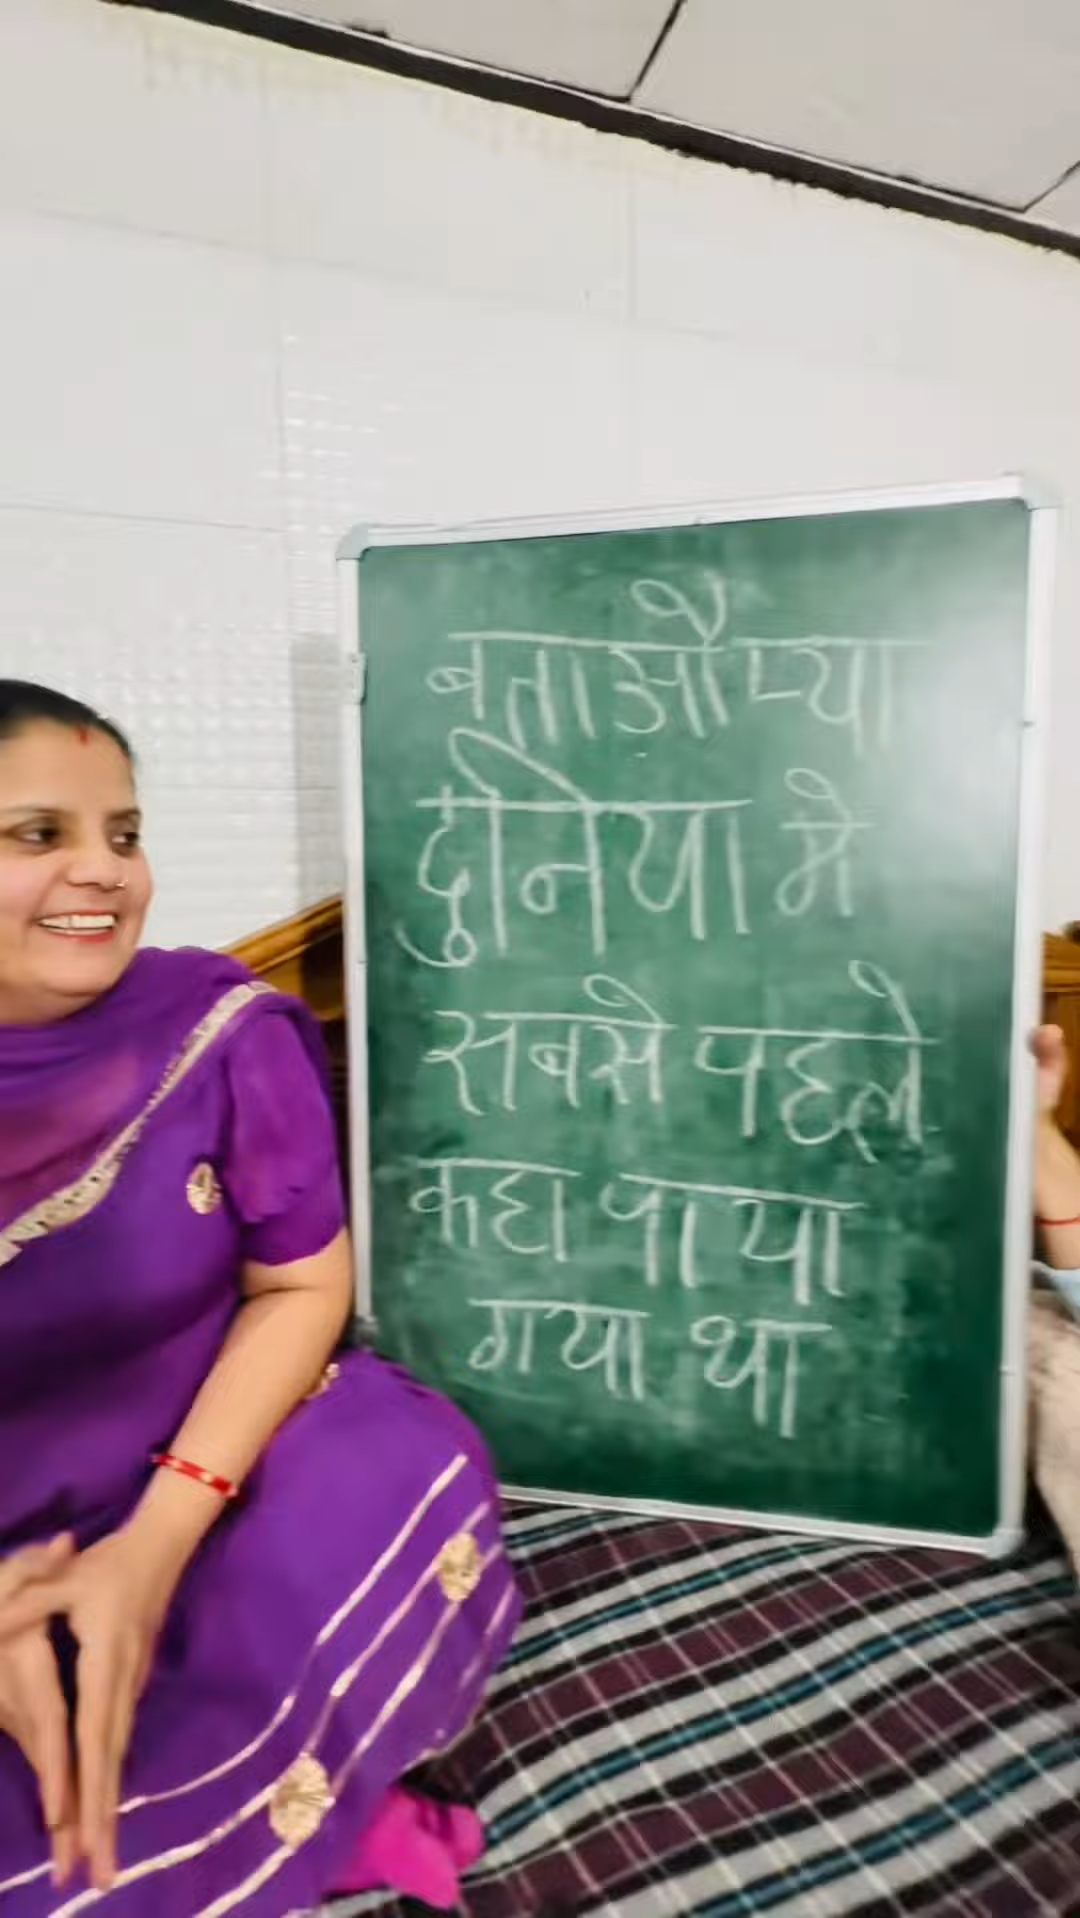 बताओ प्या
दुनिया मे
सबसे पहले
कहा पाया
गया था